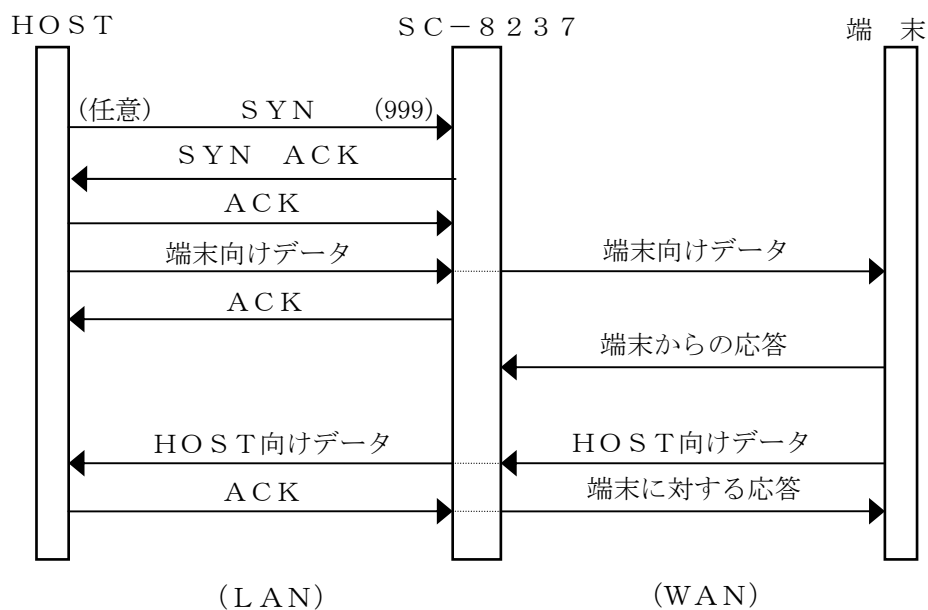 ＨＯＳＴ ＳＣ－８２３７ 端　末
(任意) ＳＹＮ (999)
ＳＹＮ　ＡＣＫ
ＡＣＫ
端末向けデータ 端末向けデータ
ＡＣＫ
端末からの応答
ＨＯＳＴ向けデータ ＨＯＳＴ向けデータ
ＡＣＫ 端末に対する応答
（ＬＡＮ） （ＷＡＮ）